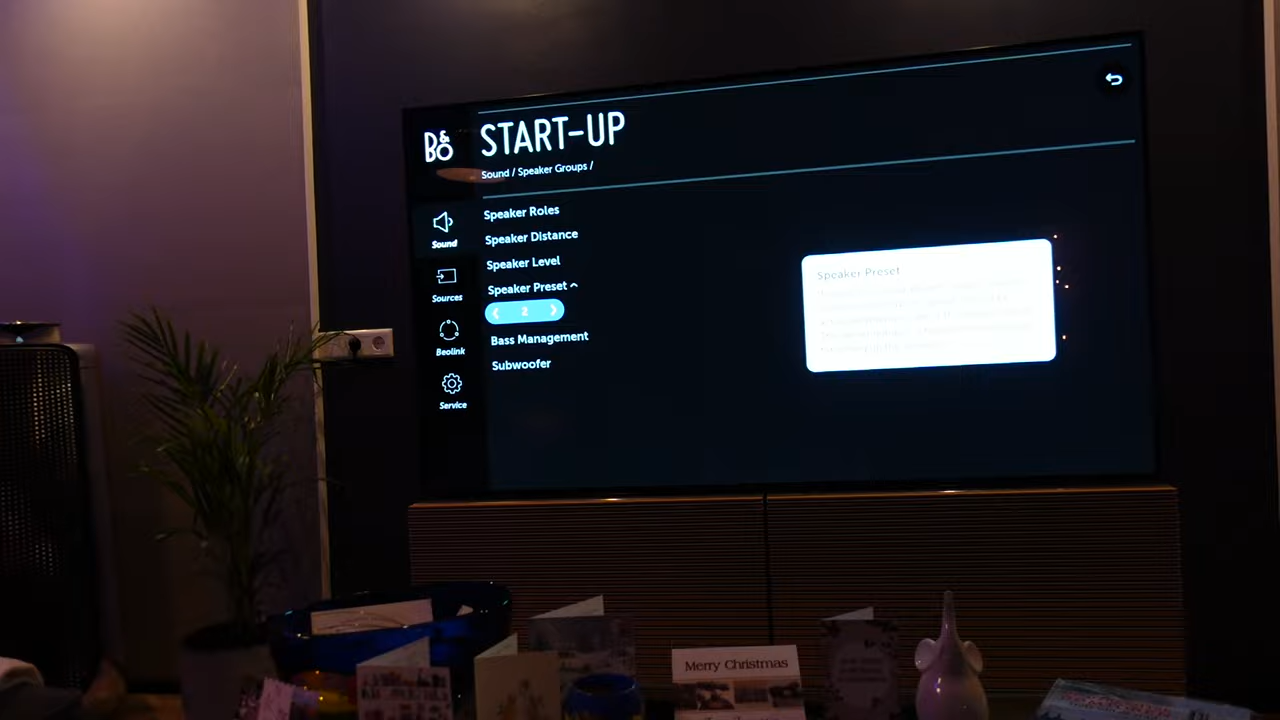 B&O
START-UP
Sound / Speaker Groups /
Sound
Sources
Beolink
Service
Speaker Roles
Speaker Distance
Speaker Level
Speaker Preset
2
Bass Management
Subwoofer
Speaker Preset
Merry Christmas